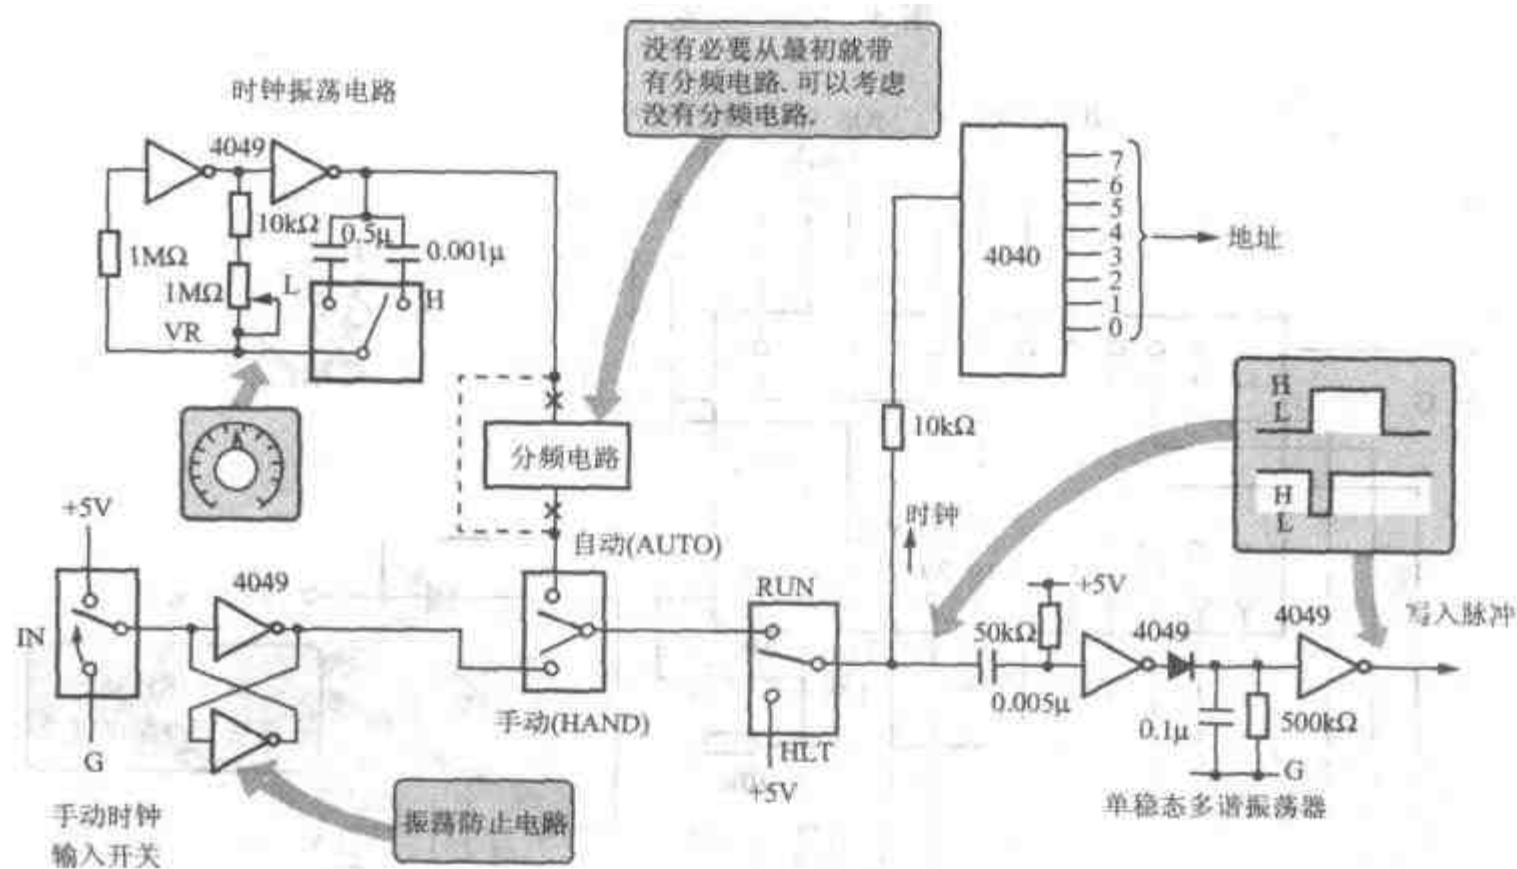 没有必要从最初就带
有分频电路.可以考虑
没有分频电路.
时钟振荡电路
4049
10kΩ
1MΩ
1MΩ
VR
0.5μ
0.001μ
L
H
4040
7
6
5
4
3
2
1
0
地址
10kΩ
时钟
分频电路
自动(AUTO)
手动(HAND)
+5V
IN
G
4049
手动时钟
输入开关
振荡防止电路
RUN
HLT
+5V
+5V
50kΩ
0.005μ
4049
0.1μ
500kΩ
G
4049
写入脉冲
单稳态多谐振荡器
H
L
H
L